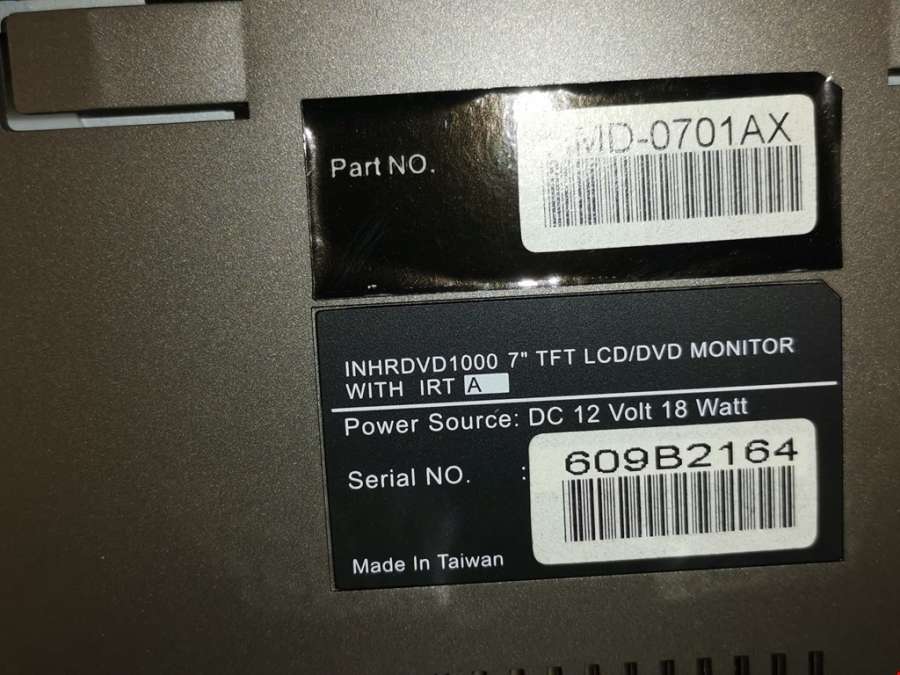 Part NO.
MD-0701AX
INHRDVD1000 7" TFT LCD/DVD MONITOR
WITH IRT A
Power Source: DC 12 Volt 18 Watt
Serial NO. : 609B2164
Made In Taiwan